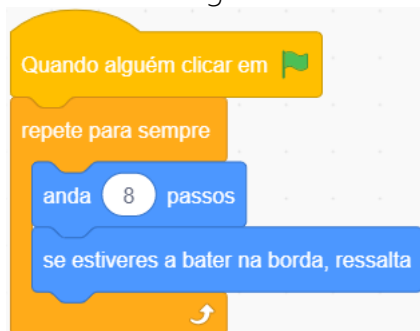 Quando alguém clicar em
repete para sempre
anda 8 passos
se estiveres a bater na borda, ressalta